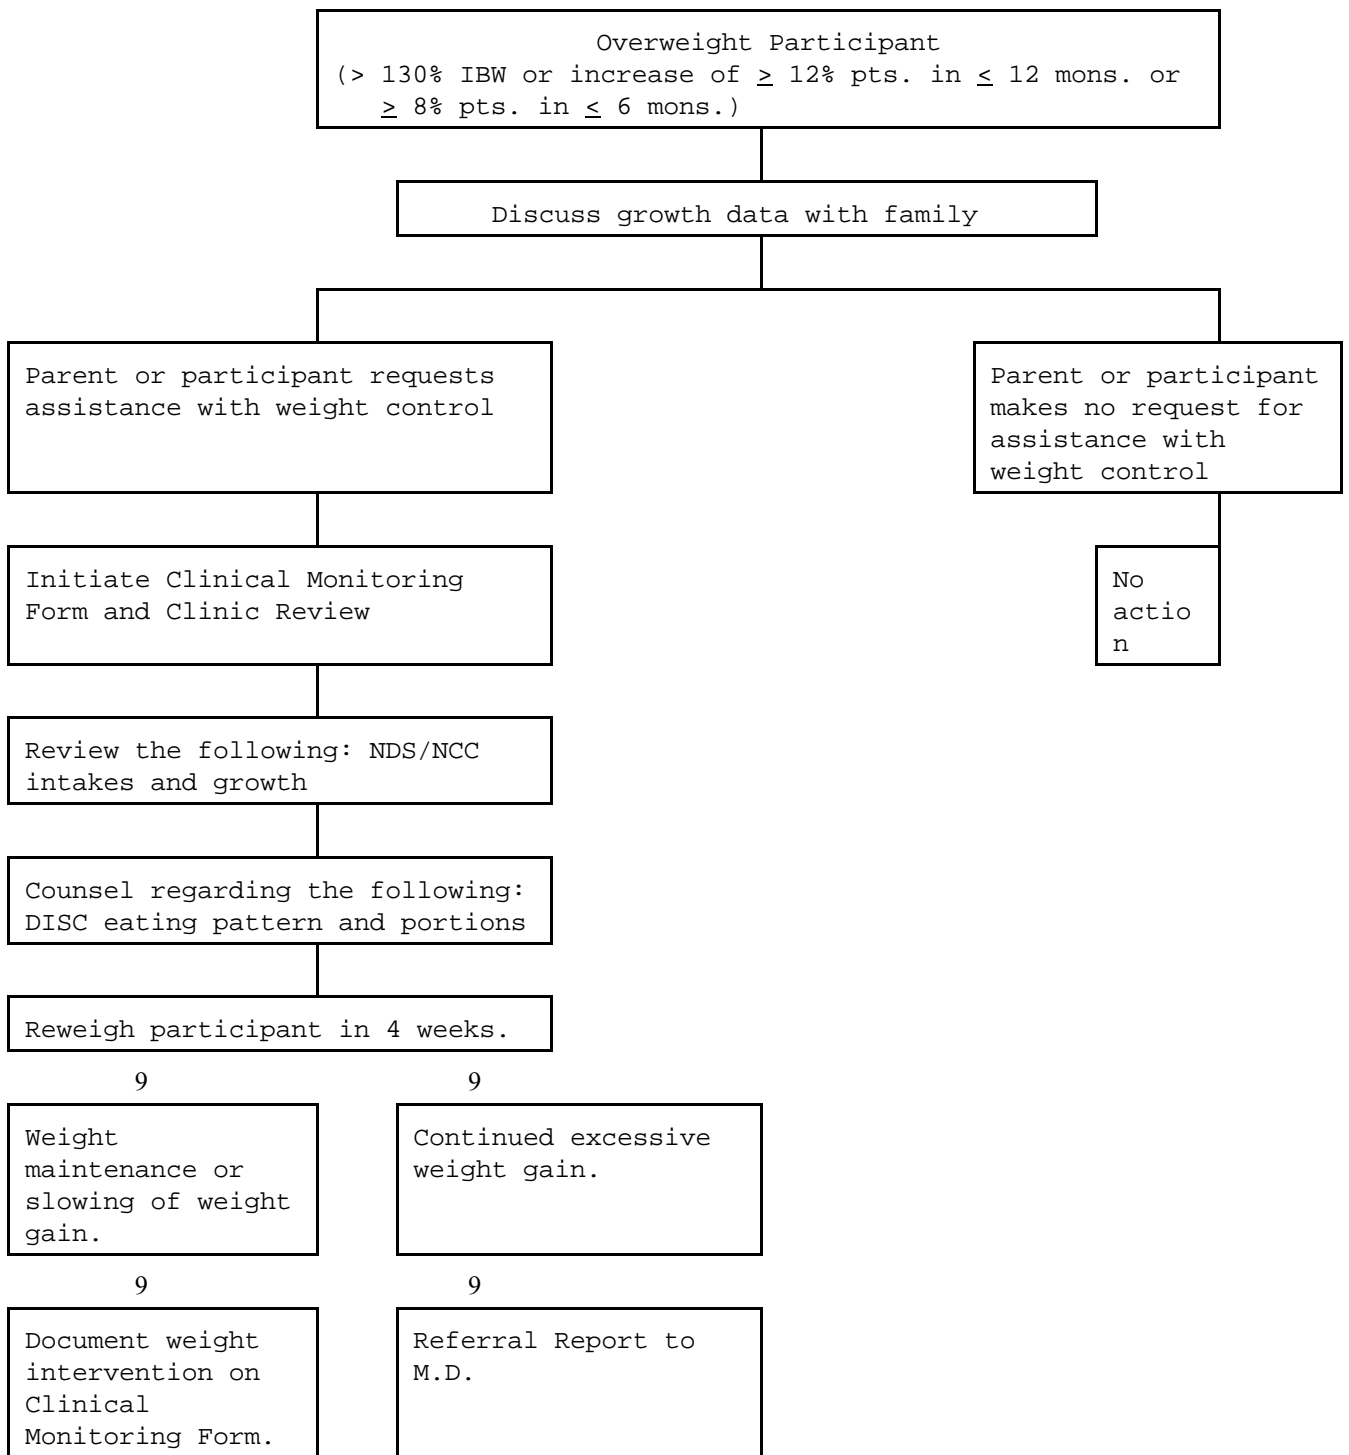 Overweight Participant
(> 130% IBW or increase of ≥ 12% pts. in ≤ 12 mons. or
≥ 8% pts. in ≤ 6 mons.)
Discuss growth data with family
Parent or participant requests
assistance with weight control
Parent or participant
makes no request for
assistance with
weight control
Initiate Clinical Monitoring
Form and Clinic Review
No
actio
n
Review the following: NDS/NCC
intakes and growth
Counsel regarding the following:
DISC eating pattern and portions
Reweigh participant in 4 weeks.
9 9
Weight
maintenance or
slowing of weight
gain.
Continued excessive
weight gain.
9 9
Document weight
intervention on
Clinical
Monitoring Form.
Referral Report to
M.D.